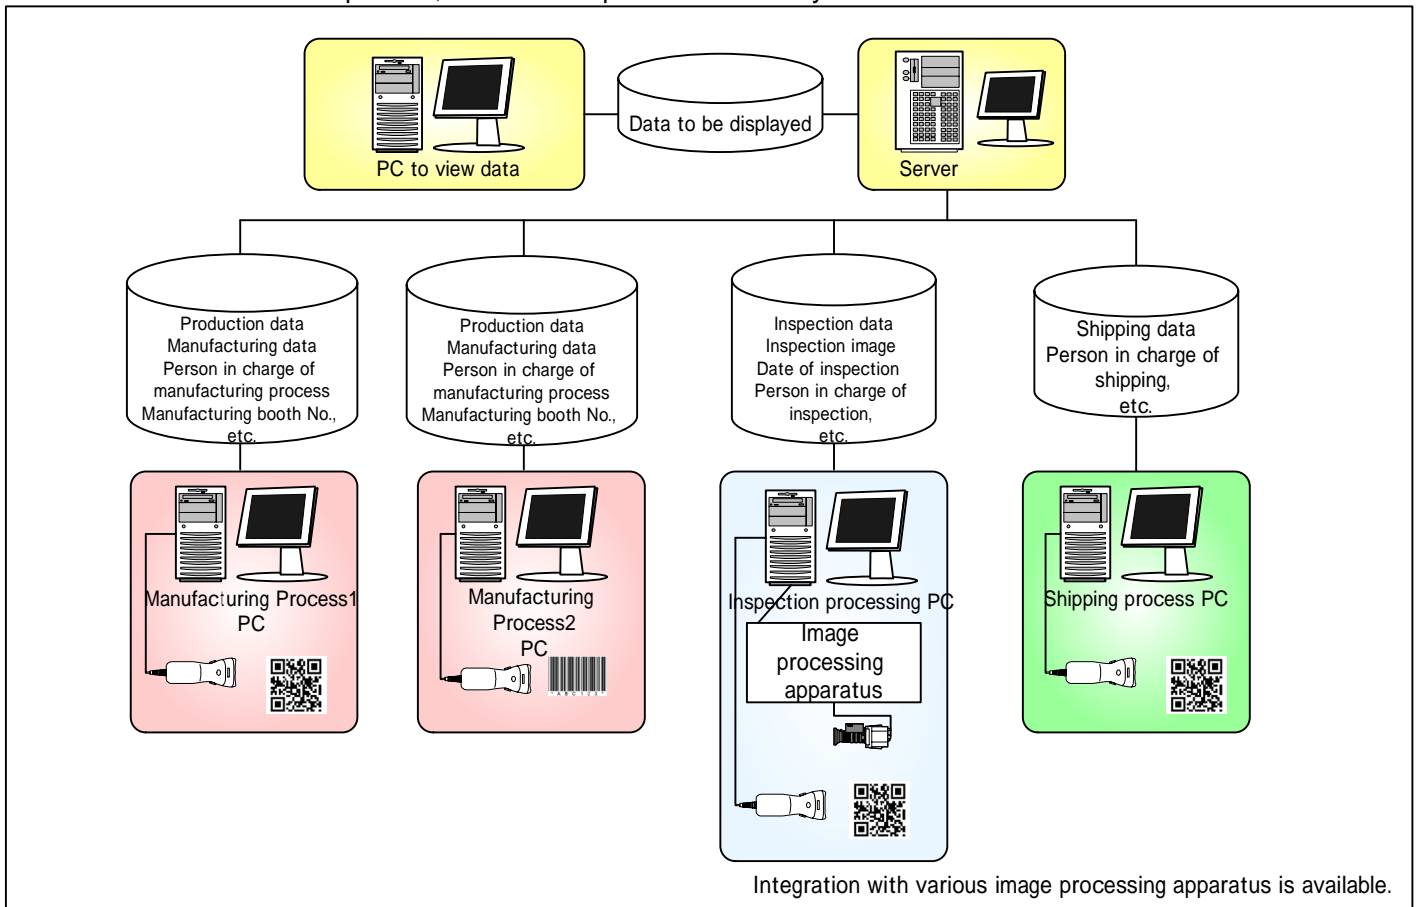 PC to view data
Data to be displayed
Server
Production data
Manufacturing data
Person in charge of
manufacturing process
Manufacturing booth No.,
etc.
Production data
Manufacturing data
Person in charge of
manufacturing process
Manufacturing booth No.,
etc.
Inspection data
Inspection image
Date of inspection
Person in charge of
inspection,
etc.
Shipping data
Person in charge of
shipping,
etc.
Manufacturing Process1
PC
Manufacturing
Process2
PC
* A B C 1 2 3 *
Inspection processing PC
Image
processing
apparatus
Shipping process PC
Integration with various image processing apparatus is available.